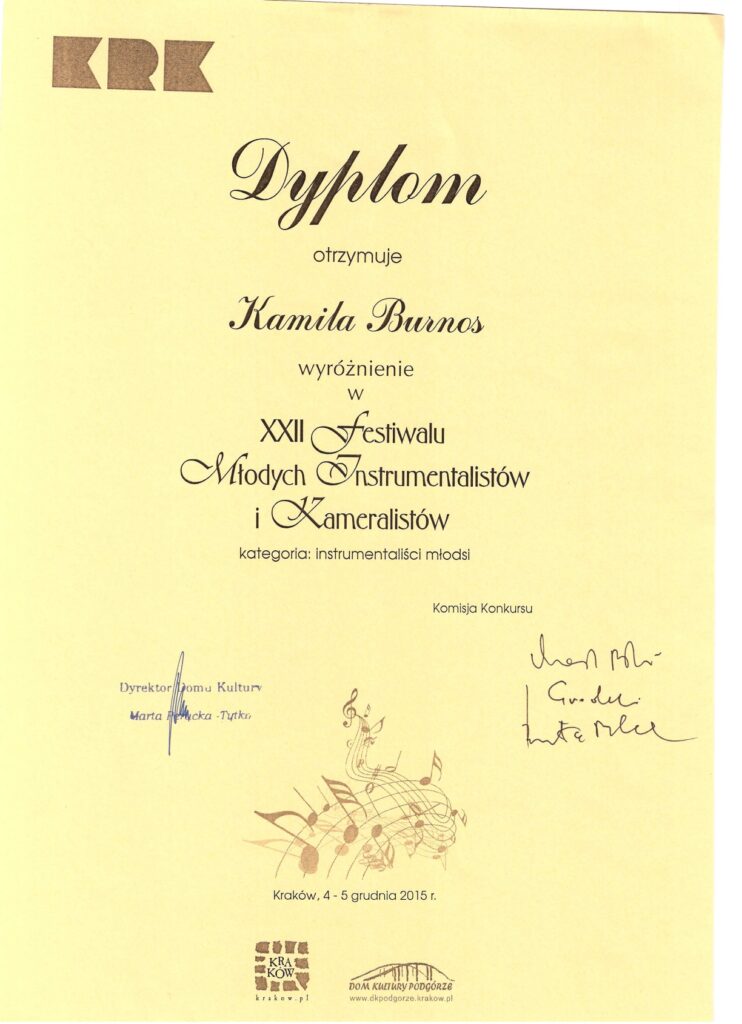 KRK
Dyplom
otrzymuje
Kamila Burnos
wyróżnienie
w
XXII Festiwalu
Młodych Instrumentalistów
i Kameralistów
kategoria: instrumentaliści młodsi
Komisja Konkursu
Dyrektor Domu Kultury
Marta -Tytko
Kraków, 4 - 5 grudnia 2015 r.
KRA
KÓW
krakow.pl
DOM KULTURY PODGÓRZE
www.dkpodgorze.krakow.pl